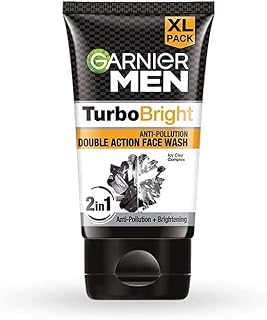 XL
PACK
GARNIER
MEN
TurboBright
ANTI-POLLUTION
DOUBLE ACTION FACE WASH
Icy Clay
Complex
2in1
Anti-Pollution + Brightening